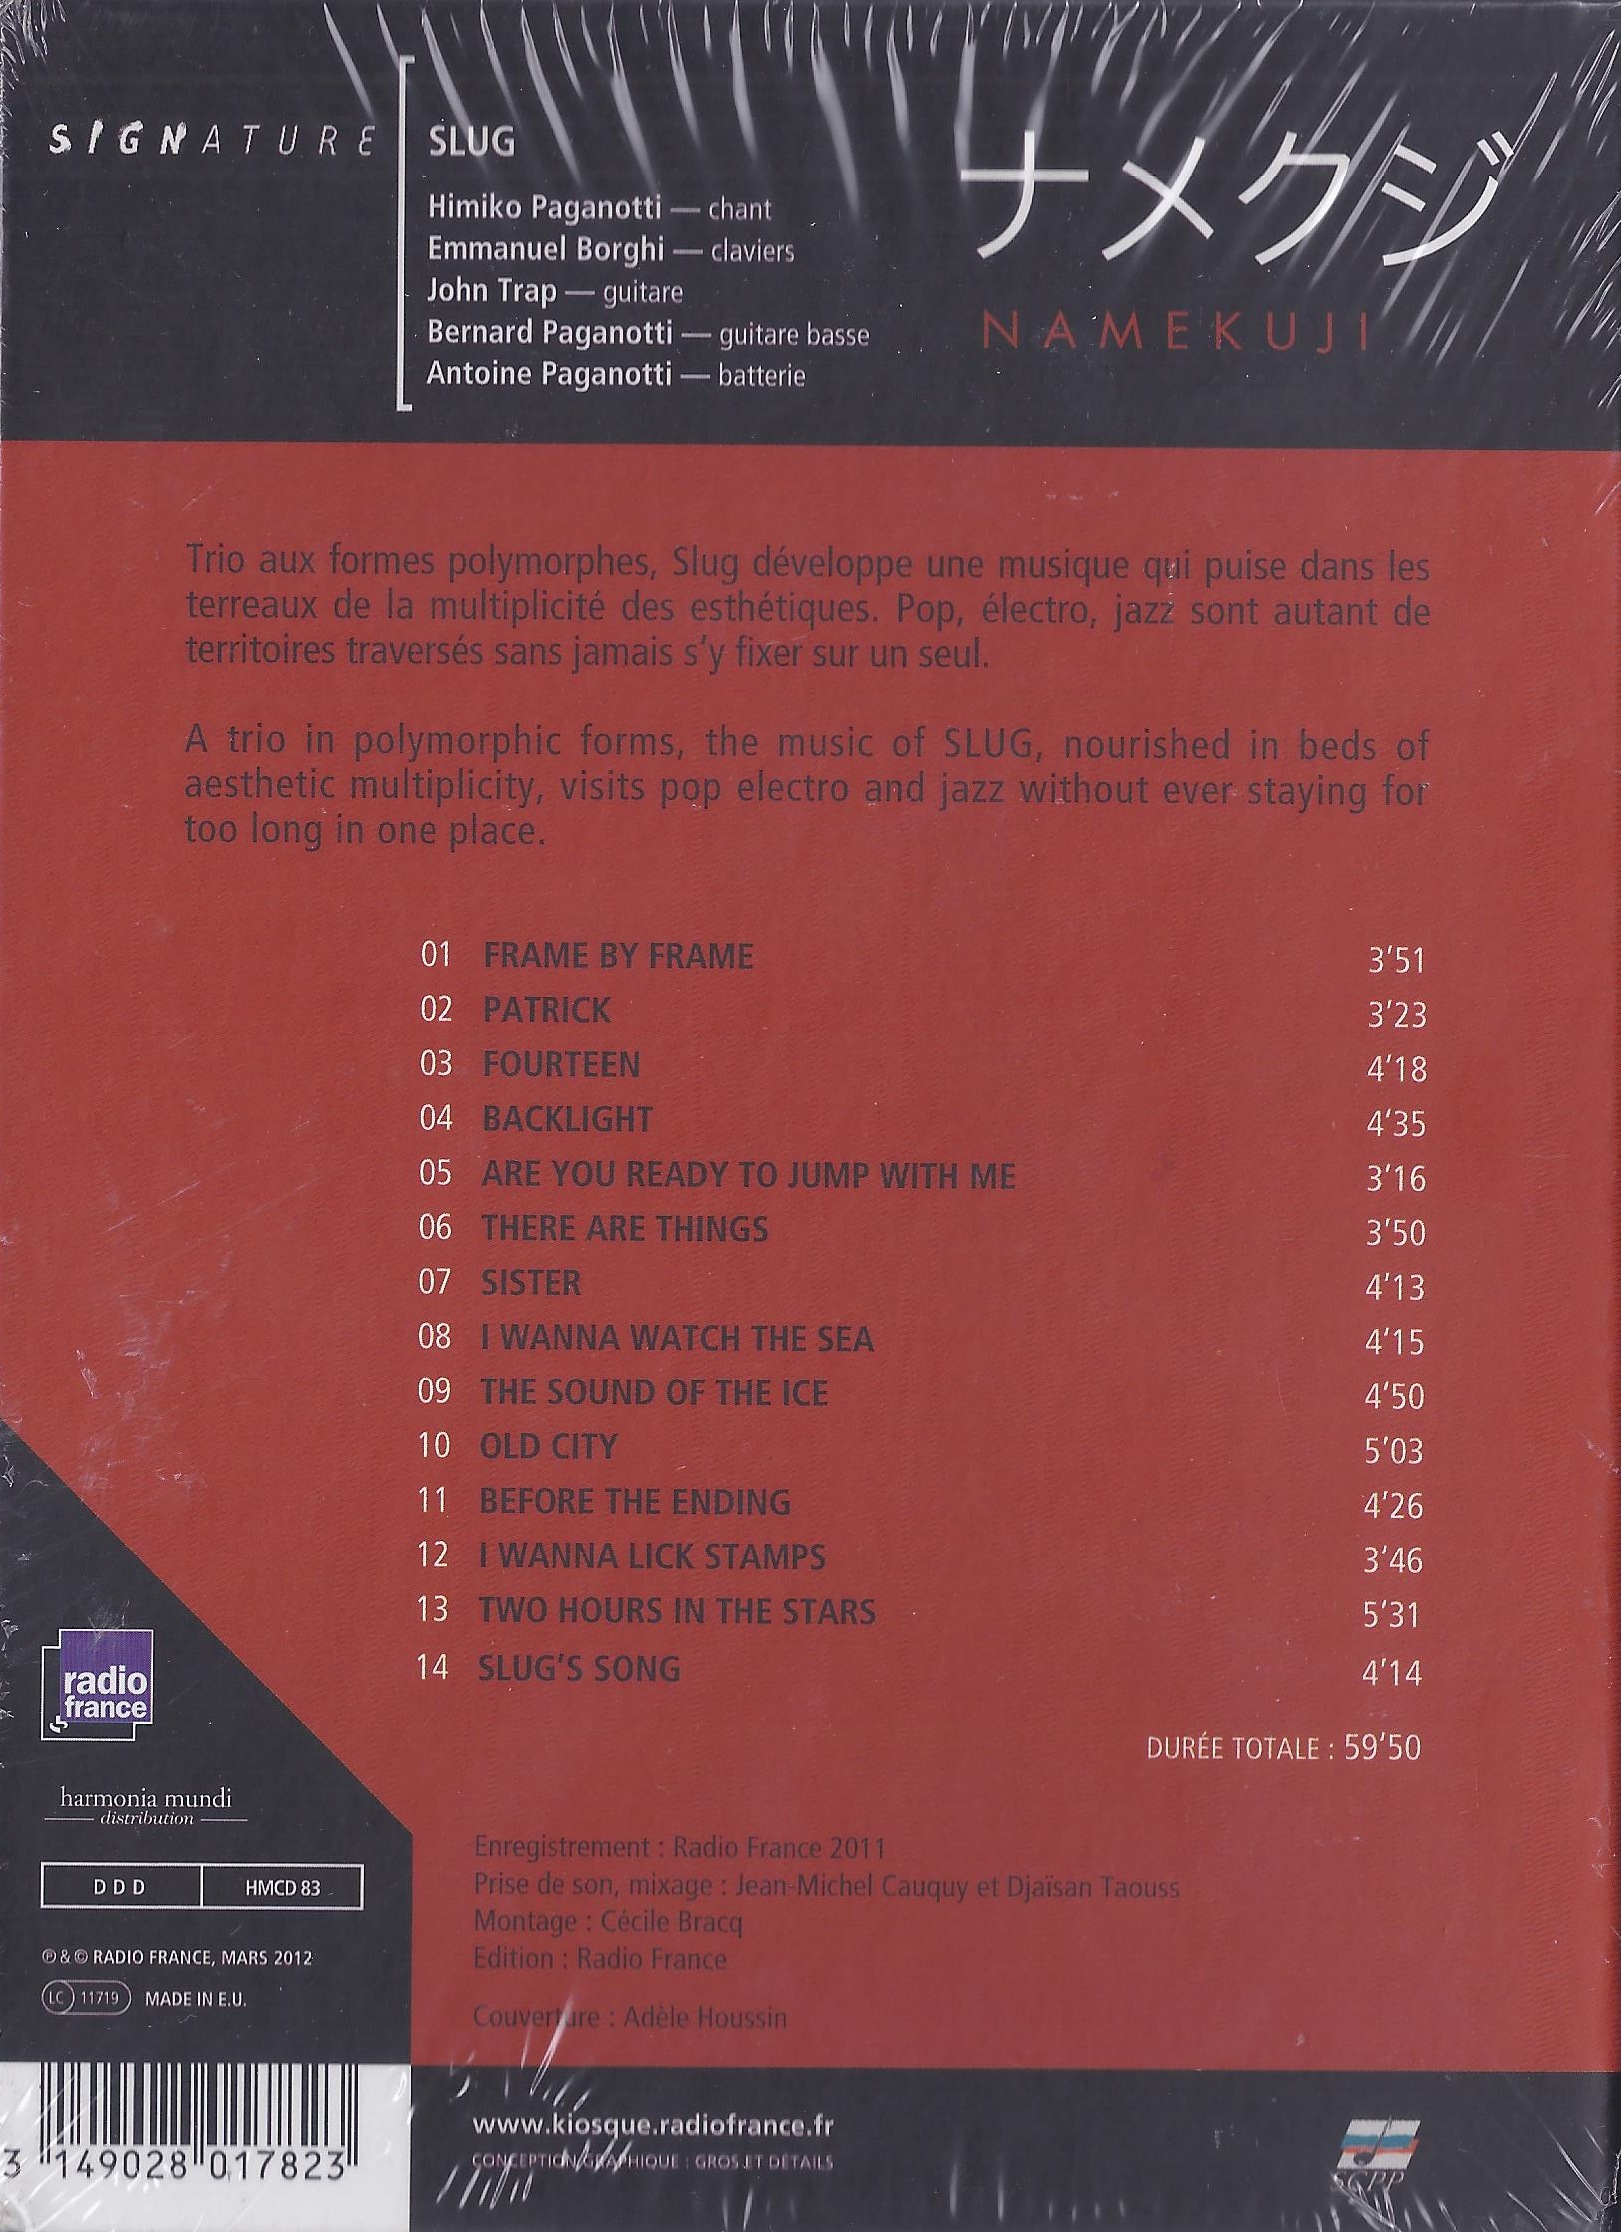 SIGNATURE
SLUG
Himiko Paganotti — chant
Emmanuel Borghi — claviers
John Trap — guitare
Bernard Paganotti — guitare basse
Antoine Paganotti — batterie
ナメクジ
NAMEKUJI
Trio aux formes polymorphes, Slug développe une musique qui puise dans les
terreaux de la multiplicité des esthétiques. Pop, électro, jazz sont autant de
territoires traversés sans jamais s'y fixer sur un seul.
A trio in polymorphic forms, the music of SLUG, nourished in beds of
aesthetic multiplicity, visits pop electro and jazz without ever staying for
too long in one place.
01 FRAME BY FRAME 3'51
02 PATRICK 3'23
03 FOURTEEN 4'18
04 BACKLIGHT 4'35
05 ARE YOU READY TO JUMP WITH ME 3'16
06 THERE ARE THINGS 3'50
07 SISTER 4'13
08 I WANNA WATCH THE SEA 4'15
09 THE SOUND OF THE ICE 4'50
10 OLD CITY 5'03
11 BEFORE THE ENDING 4'26
12 I WANNA LICK STAMPS 3'46
13 TWO HOURS IN THE STARS 5'31
14 SLUG'S SONG 4'14
DURÉE TOTALE : 59'50
radio
france
harmonia mundi
distribution
D D D HMCD 83
℗ & © RADIO FRANCE, MARS 2012
LC 11719 MADE IN E.U.
Enregistrement : Radio France 2011
Prise de son, mixage : Jean-Michel Cauquy et Djaïsan Taouss
Montage : Cécile Bracq
Edition : Radio France
Couverture : Adèle Houssin
3 149028 017823
www.kiosque.radiofrance.fr
CONCEPTION GRAPHIQUE : GROS ET DÉTAILS
SCPP